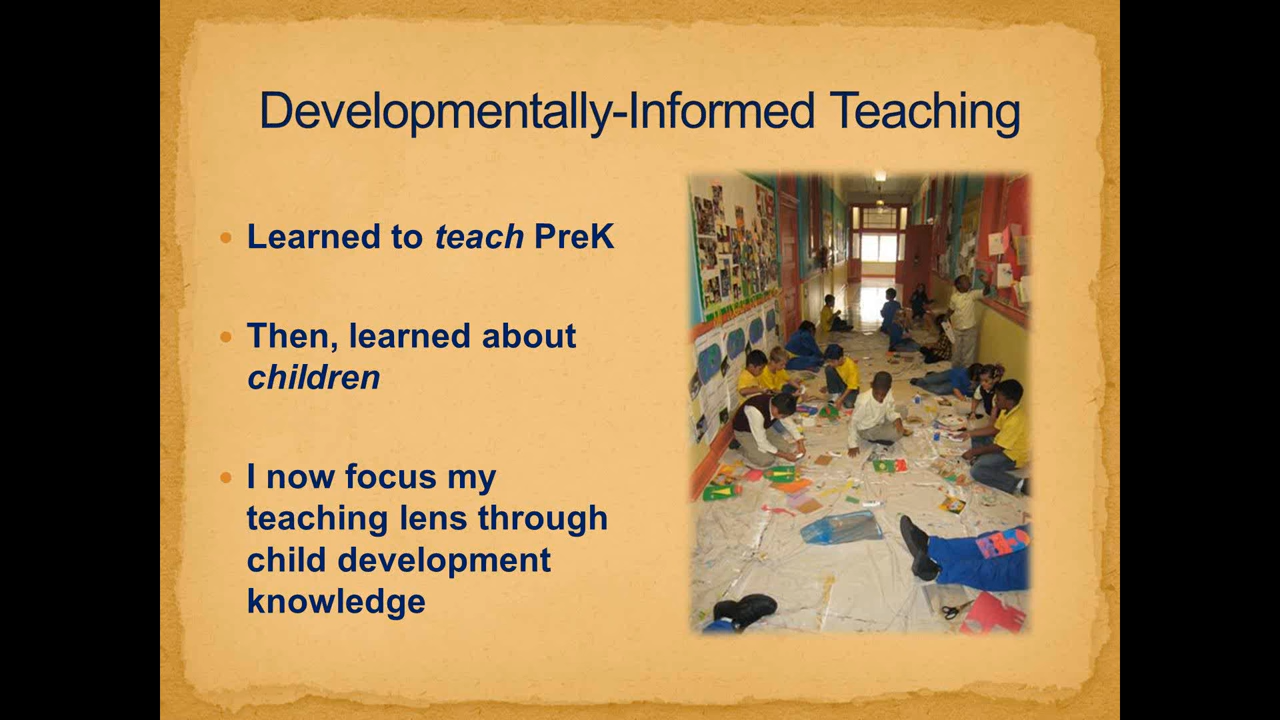 Developmentally-Informed Teaching
Learned to teach PreK
Then, learned about
children
I now focus my
teaching lens through
child development
knowledge